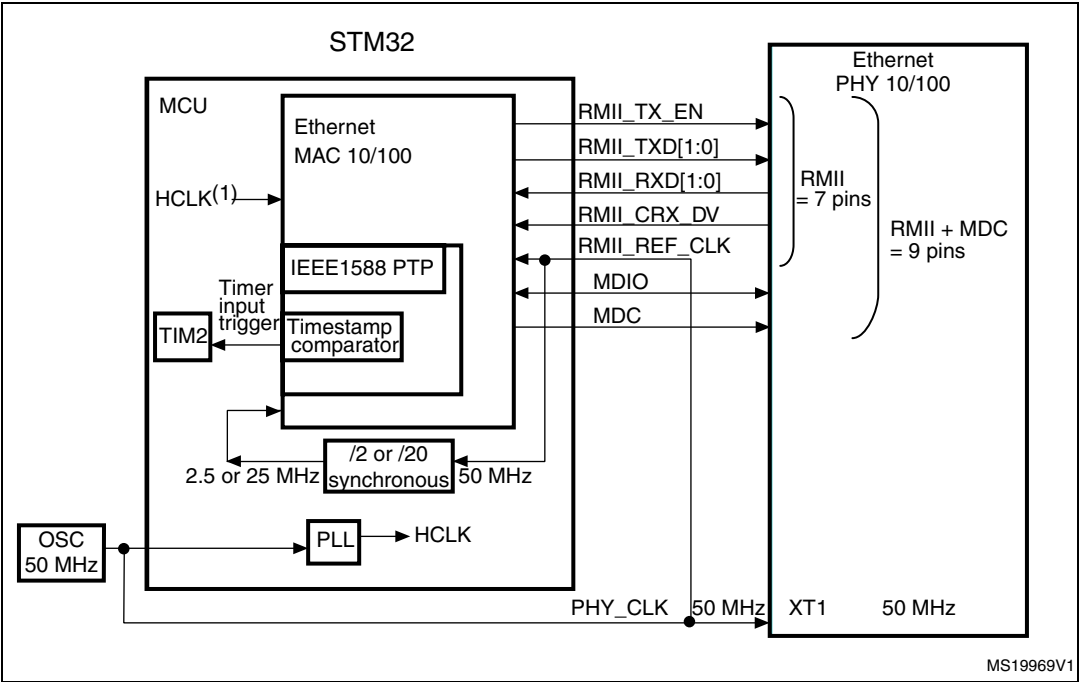 STM32
MCU
Ethernet
MAC 10/100
HCLK(1)
IEEE1588 PTP
Timer
input
trigger
TIM2
Timestamp
comparator
/2 or /20
synchronous
2.5 or 25 MHz
50 MHz
OSC
50 MHz
PLL
HCLK
RMII_TX_EN
RMII_TXD[1:0]
RMII_RXD[1:0]
RMII_CRX_DV
RMII_REF_CLK
MDIO
MDC
PHY_CLK
50 MHz
Ethernet
PHY 10/100
RMII
= 7 pins
RMII + MDC
= 9 pins
XT1
50 MHz
MS19969V1